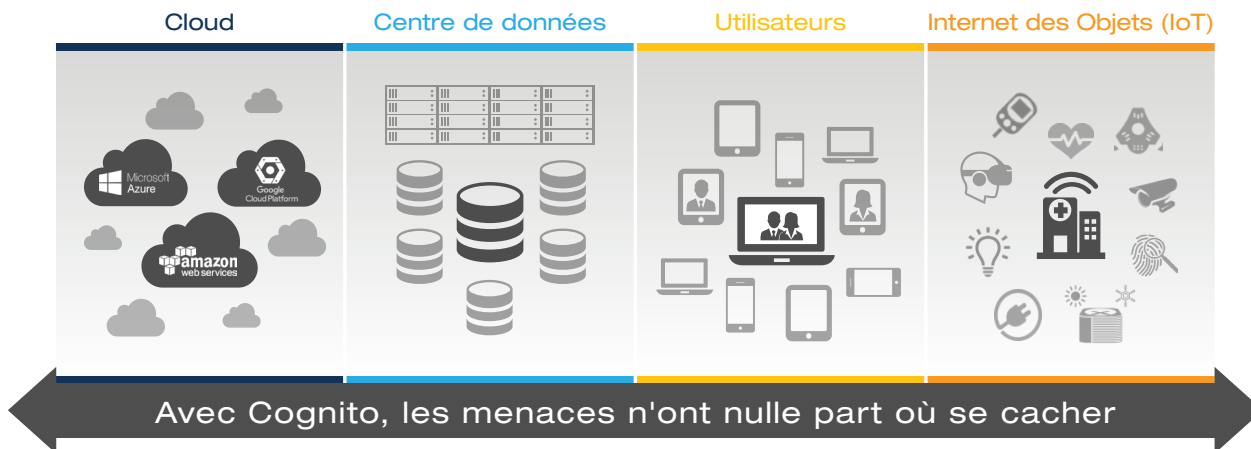 Cloud
Centre de données
Utilisateurs
Internet des Objets (IoT)
Microsoft
Azure
Google
Cloud Platform
amazon
web services
Avec Cognito, les menaces n'ont nulle part où se cacher